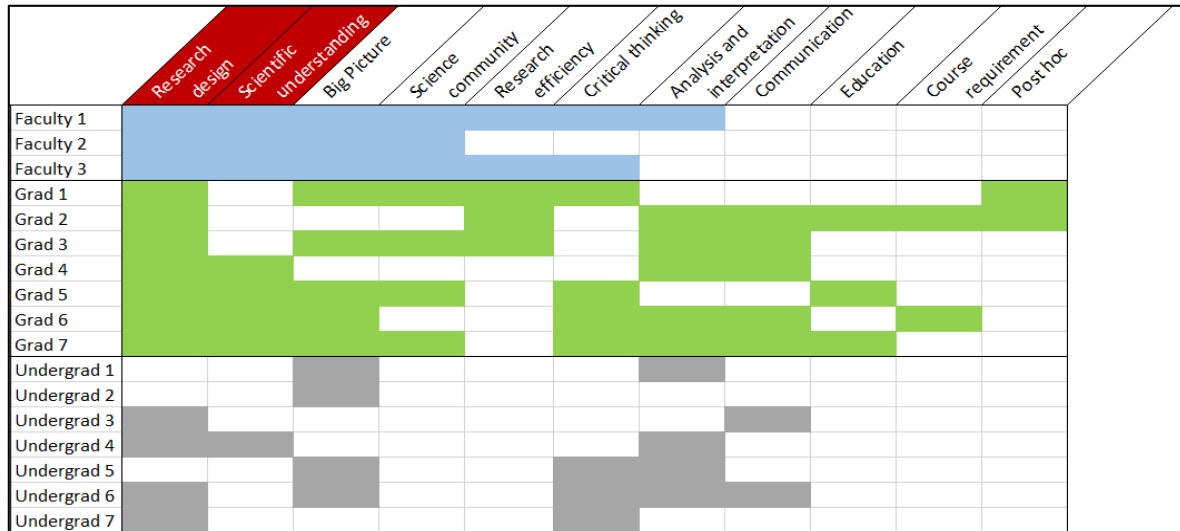 Research
design
Scientific
understanding
Big Picture
Science
community
Research
efficiency
Critical thinking
Analysis and
interpretation
Communication
Education
Course
requirement
Post hoc
Faculty 1
Faculty 2
Faculty 3
Grad 1
Grad 2
Grad 3
Grad 4
Grad 5
Grad 6
Grad 7
Undergrad 1
Undergrad 2
Undergrad 3
Undergrad 4
Undergrad 5
Undergrad 6
Undergrad 7